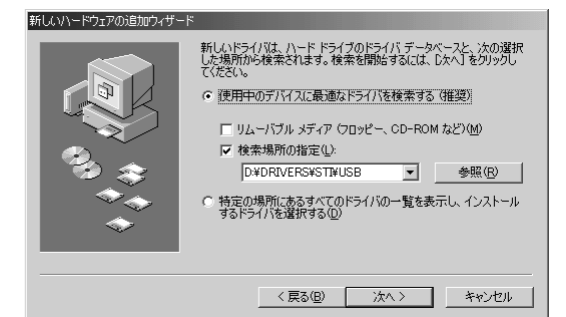 新しいハードウェアの追加ウィザード
新しいドライバは、ハード ドライブのドライバ データベースと、次の選択
した場所から検索されます。検索を開始するには、[次へ] をクリックし
てください。
使用中のデバイスに最適なドライバを検索する (推奨)
リムーバブル メディア (フロッピー、CD-ROM など)(M)
検索場所の指定(L):
D:¥DRIVERS¥STI¥USB
参照(R)
特定の場所にあるすべてのドライバの一覧を表示し、インストール
するドライバを選択する(D)
< 戻る(B)
次へ >
キャンセル